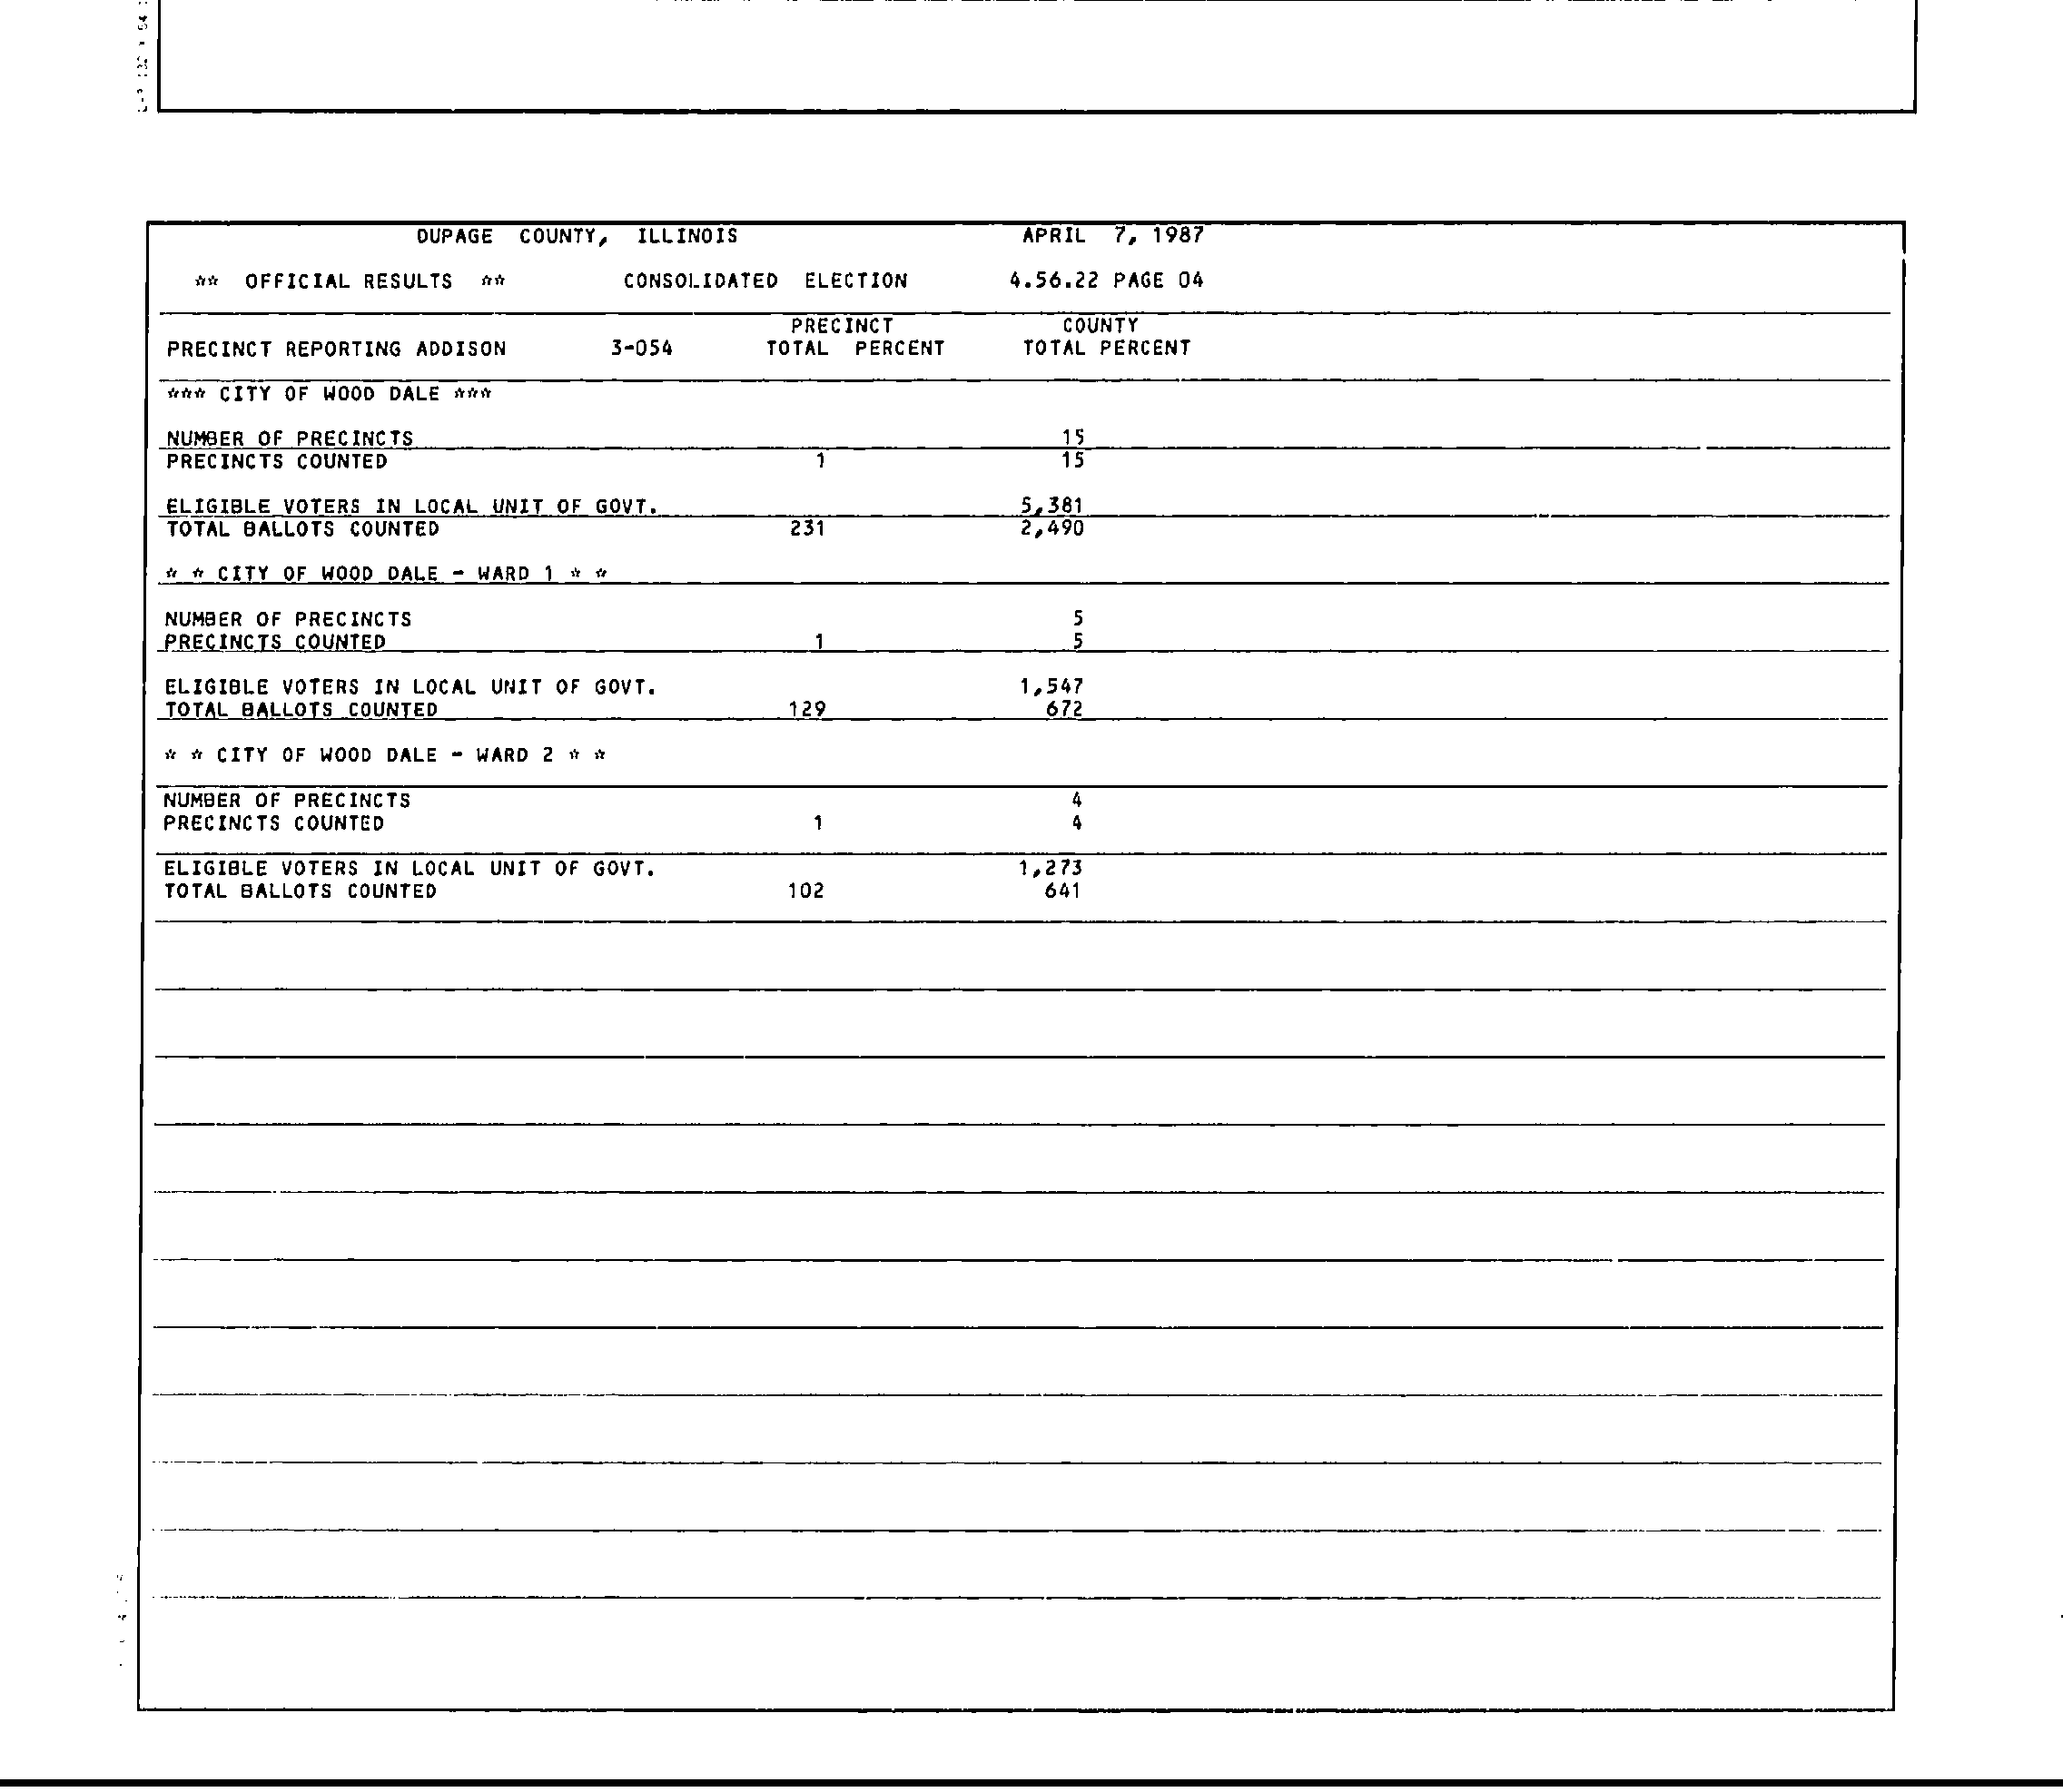 DUPAGE COUNTY, ILLINOIS APRIL 7, 1987
** OFFICIAL RESULTS ** CONSOLIDATED ELECTION 4.56.22 PAGE 04
PRECINCT COUNTY
PRECINCT REPORTING ADDISON 3-054 TOTAL PERCENT TOTAL PERCENT
*** CITY OF WOOD DALE ***
NUMBER OF PRECINCTS 15
PRECINCTS COUNTED 1 15
ELIGIBLE VOTERS IN LOCAL UNIT OF GOVT. 5,381
TOTAL BALLOTS COUNTED 231 2,490
* * CITY OF WOOD DALE - WARD 1 * *
NUMBER OF PRECINCTS 5
PRECINCTS COUNTED 1 5
ELIGIBLE VOTERS IN LOCAL UNIT OF GOVT. 1,547
TOTAL BALLOTS COUNTED 129 672
* * CITY OF WOOD DALE - WARD 2 * *
NUMBER OF PRECINCTS 4
PRECINCTS COUNTED 1 4
ELIGIBLE VOTERS IN LOCAL UNIT OF GOVT. 1,273
TOTAL BALLOTS COUNTED 102 641